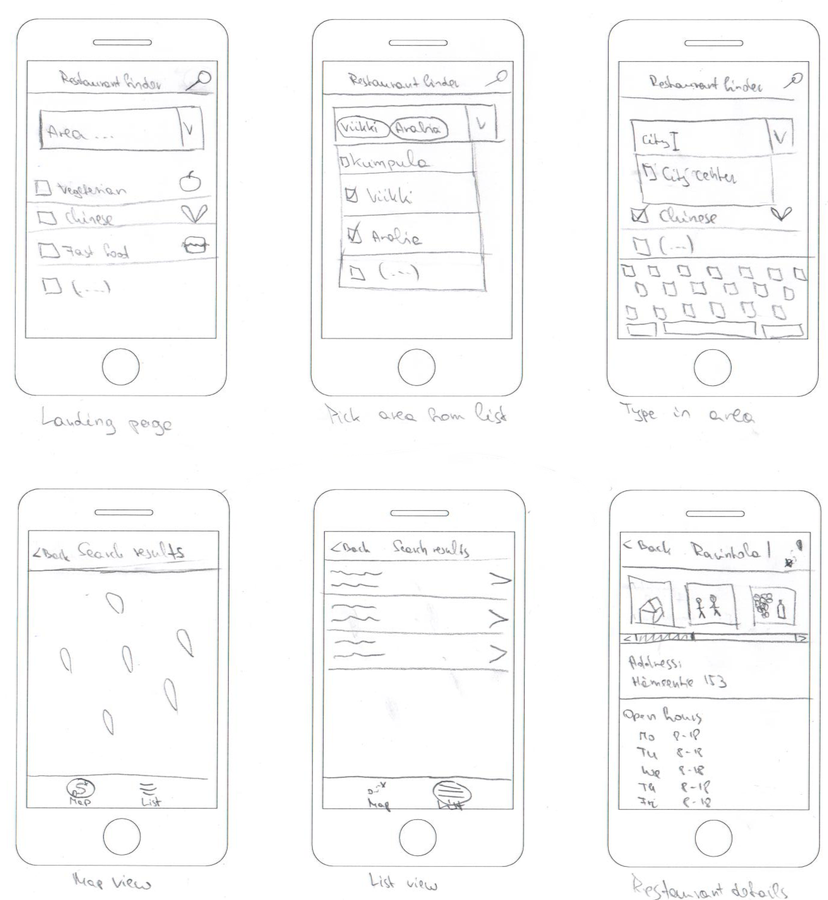 Restaurant finder
Area ...
Vegetarian
Chinese
Fast food
(...)
Landing page
Restaurant finder
Viikki Arabia V
Kumpula
Viikki
Arabia
(...)
Pick area from list
Restaurant finder
City
City center
Chinese
(...)
Type in area
< Back Search results
Map List
Map view
< Back Search results
Map List
List view
< Back Ravintola 1
Address:
Hämeentie 153
Open hours
Mo 8-18
Tu 8-18
We 8-18
Th 8-18
Fri 8-18
Restaurant details